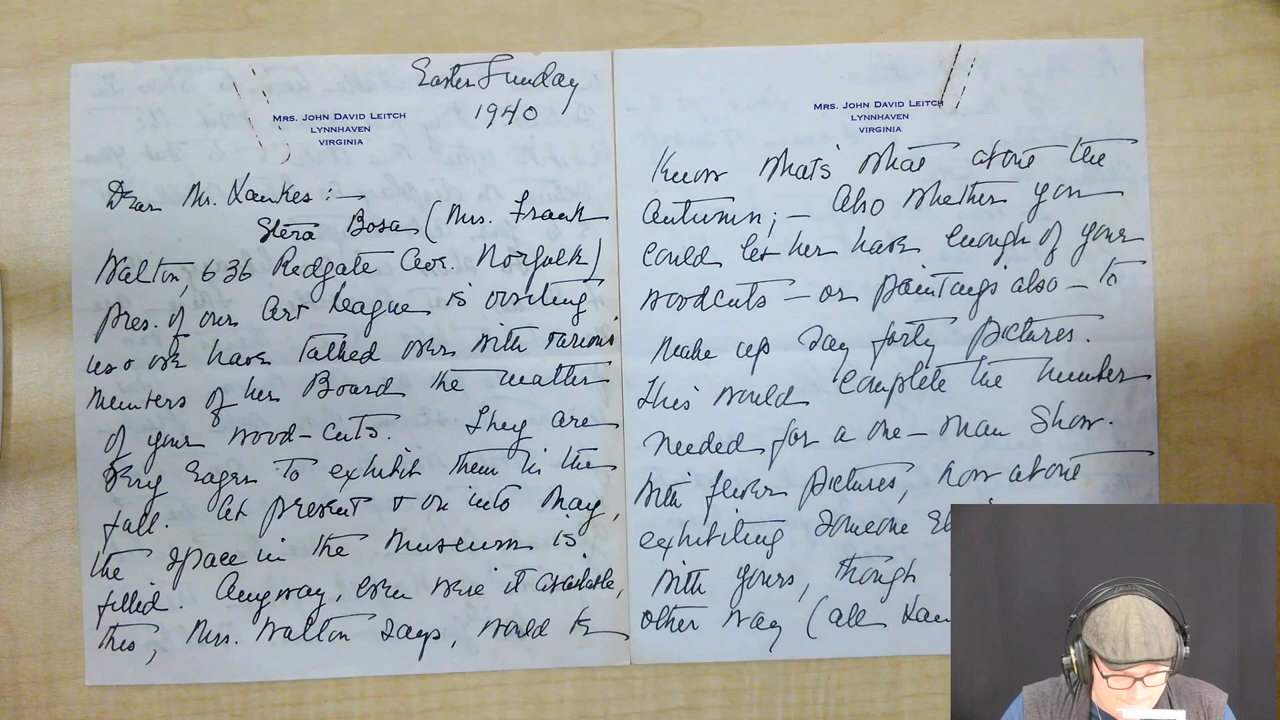 Easter Sunday
1940
MRS. JOHN DAVID LEITCH
LYNNHAVEN
VIRGINIA
Dear Mr. Lankes :—
Bosa (Mrs. Frank
Walton, 636 Redgate Ave. Norfolk)
pres. of our Art League is visiting
us & we have talked over with various
members of her Board the matter
of your wood-cuts. They are
very eager to exhibit them in the
fall. At present & on into May,
the space in the Museum is
filled. Anyway, even were it available,
this, Mrs. Walton says, would be
MRS. JOHN DAVID LEITCH
LYNNHAVEN
VIRGINIA
know what's what about the
Autumn; — Also whether you
could let her have enough of your
woodcuts — or paintings also — to
make up say forty pictures.
This would complete the number
needed for a one-man Show.
With fewer pictures, how about
exhibiting someone
with yours, though
other way (all